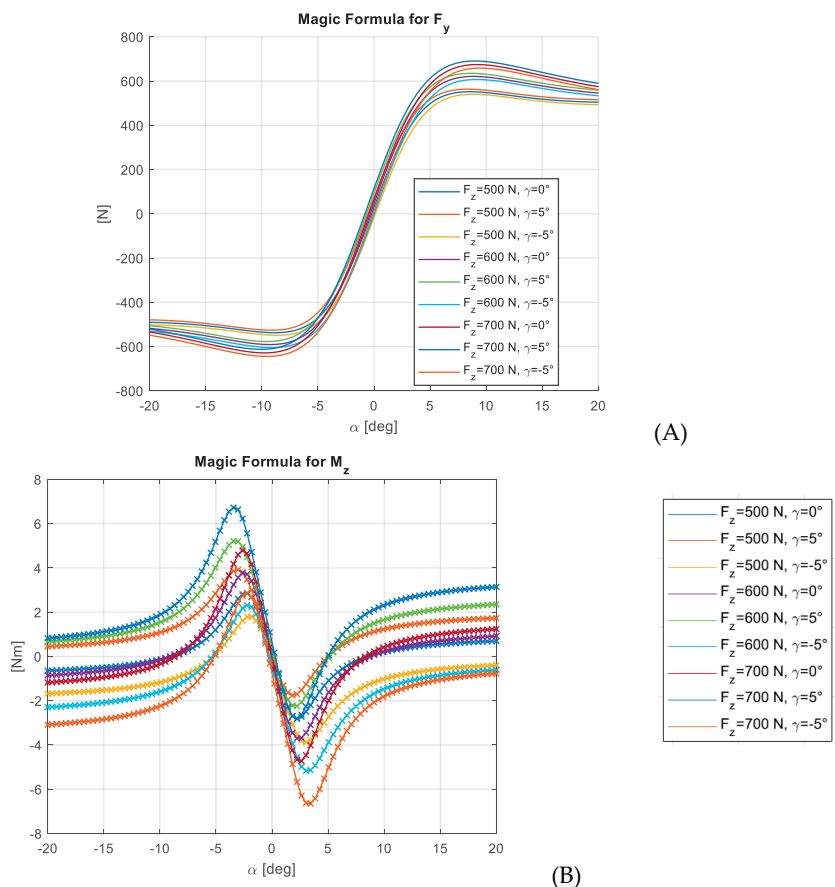 Magic Formula for F_y
[N]
800
600
400
200
0
-200
-400
-600
-800
F_z=500 N, γ=0°
F_z=500 N, γ=5°
F_z=500 N, γ=-5°
F_z=600 N, γ=0°
F_z=600 N, γ=5°
F_z=600 N, γ=-5°
F_z=700 N, γ=0°
F_z=700 N, γ=5°
F_z=700 N, γ=-5°
-20 -15 -10 -5 0 5 10 15 20
α [deg]
(A)
Magic Formula for M_z
[Nm]
8
6
4
2
0
-2
-4
-6
-8
-20 -15 -10 -5 0 5 10 15 20
α [deg]
F_z=500 N, γ=0°
F_z=500 N, γ=5°
F_z=500 N, γ=-5°
F_z=600 N, γ=0°
F_z=600 N, γ=5°
F_z=600 N, γ=-5°
F_z=700 N, γ=0°
F_z=700 N, γ=5°
F_z=700 N, γ=-5°
(B)